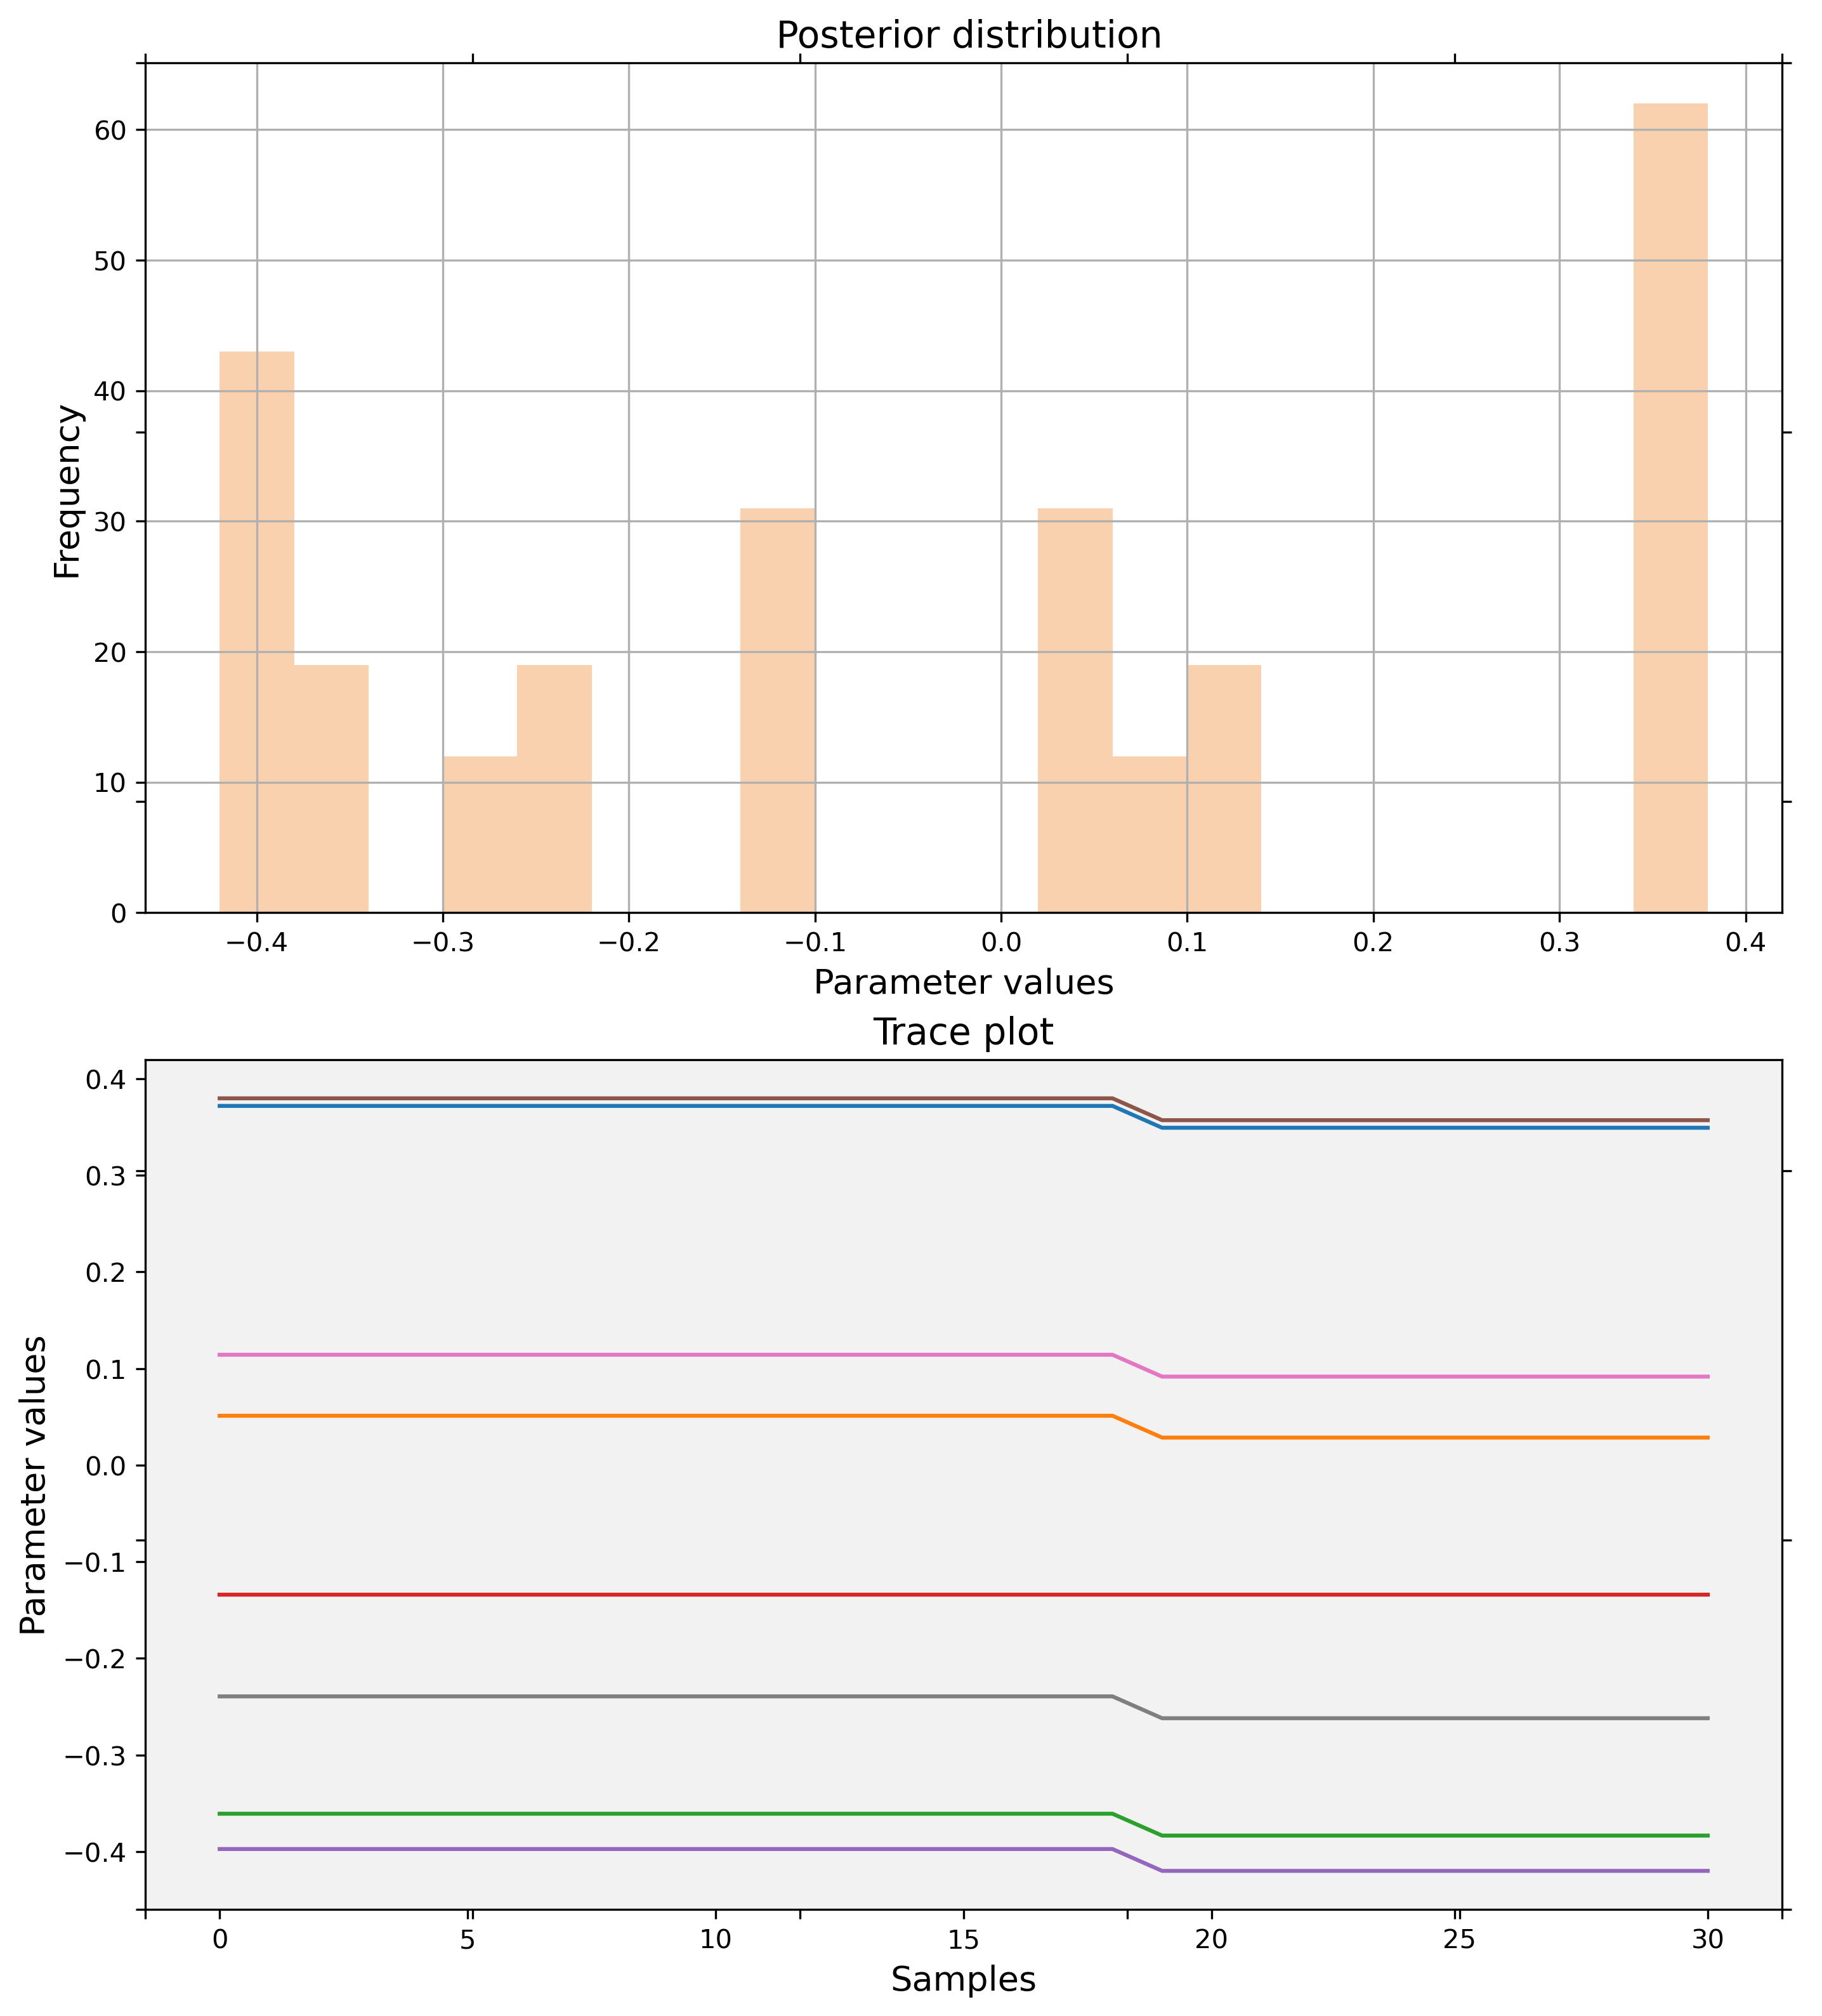 Posterior distribution
60
50
40
30
20
10
0
Frequency
−0.4 −0.3 −0.2 −0.1 0.0 0.1 0.2 0.3 0.4
Parameter values
Trace plot
0.4
0.3
0.2
0.1
0.0
−0.1
−0.2
−0.3
−0.4
Parameter values
0 5 10 15 20 25 30
Samples